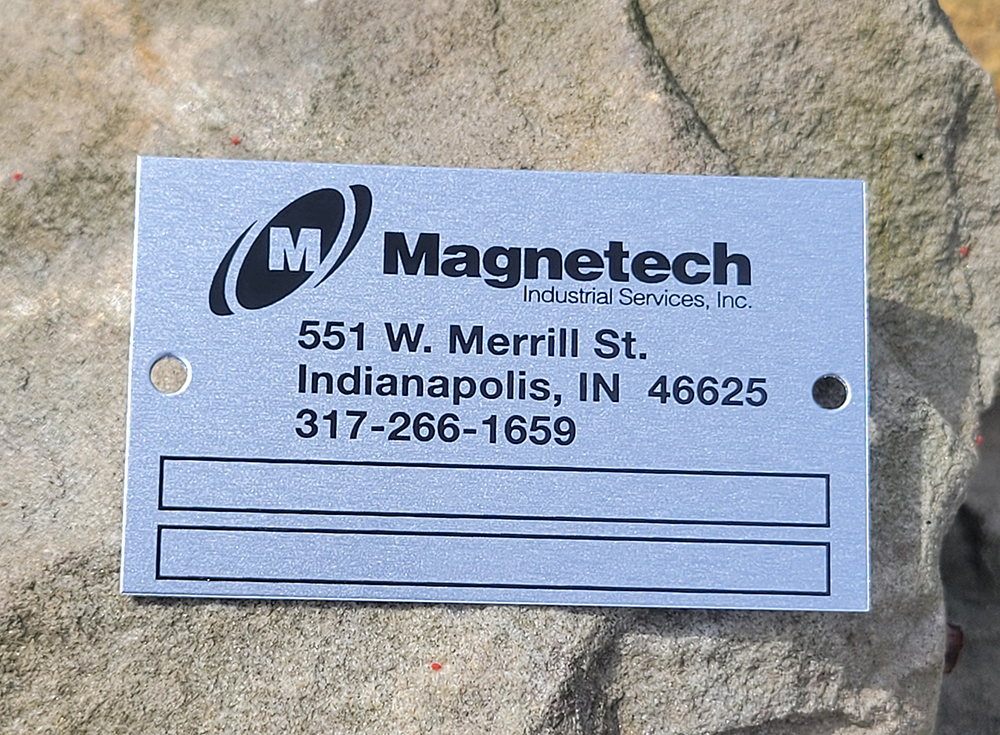 M
Magnetech
Industrial Services, Inc.
551 W. Merrill St.
Indianapolis, IN 46625
317-266-1659